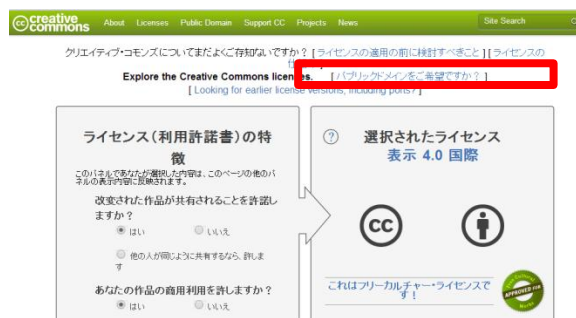 creative commons
About Licenses Public Domain Support CC Projects News
Site Search
クリエイティブ・コモンズについてまだよくご存知ないですか？ [ ライセンスの適用の前に検討すべきこと ] [ ライセンスの
Explore the Creative Commons licenses. [ パブリックドメインをご希望ですか？ ]
[ Looking for earlier license versions, including ports? ]
ライセンス（利用許諾書）の特
徴
このパネルであなたが選択した内容は、このページの他のパ
ネルの表示内容に反映されます。
改変された作品が共有されることを許諾し
ますか？
はい いいえ
他の人が同じように共有するなら、許しま
す
あなたの作品の商用利用を許しますか？
はい いいえ
? 選択されたライセンス
表示 4.0 国際
cc
これはフリーカルチャー・ライセンスで
す！
APPROVED FOR